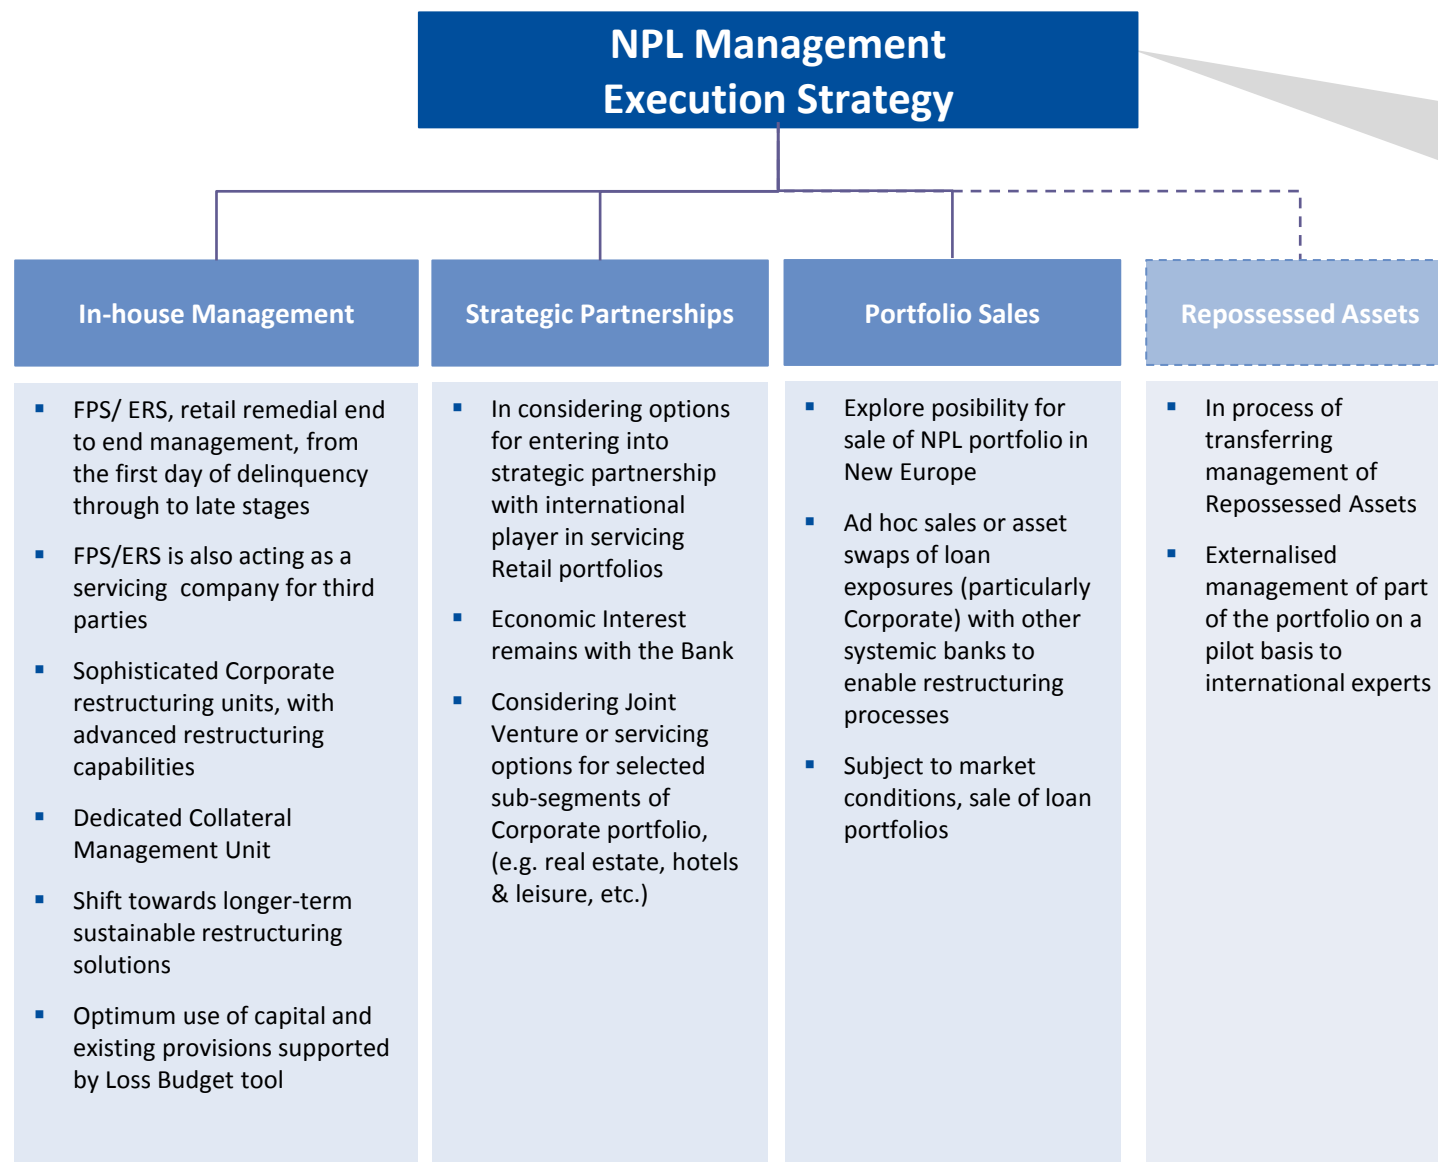 NPL Management
Execution Strategy
In-house Management
FPS/ ERS, retail remedial end
to end management, from
the first day of delinquency
through to late stages
FPS/ERS is also acting as a
servicing company for third
parties
Sophisticated Corporate
restructuring units, with
advanced restructuring
capabilities
Dedicated Collateral
Management Unit
Shift towards longer-term
sustainable restructuring
solutions
Optimum use of capital and
existing provisions supported
by Loss Budget tool
Strategic Partnerships
In considering options
for entering into
strategic partnership
with international
player in servicing
Retail portfolios
Economic Interest
remains with the Bank
Considering Joint
Venture or servicing
options for selected
sub-segments of
Corporate portfolio,
(e.g. real estate, hotels
& leisure, etc.)
Portfolio Sales
Explore posibility for
sale of NPL portfolio in
New Europe
Ad hoc sales or asset
swaps of loan
exposures (particularly
Corporate) with other
systemic banks to
enable restructuring
processes
Subject to market
conditions, sale of loan
portfolios
Repossessed Assets
In process of
transferring
management of
Repossessed Assets
Externalised
management of part
of the portfolio on a
pilot basis to
international experts